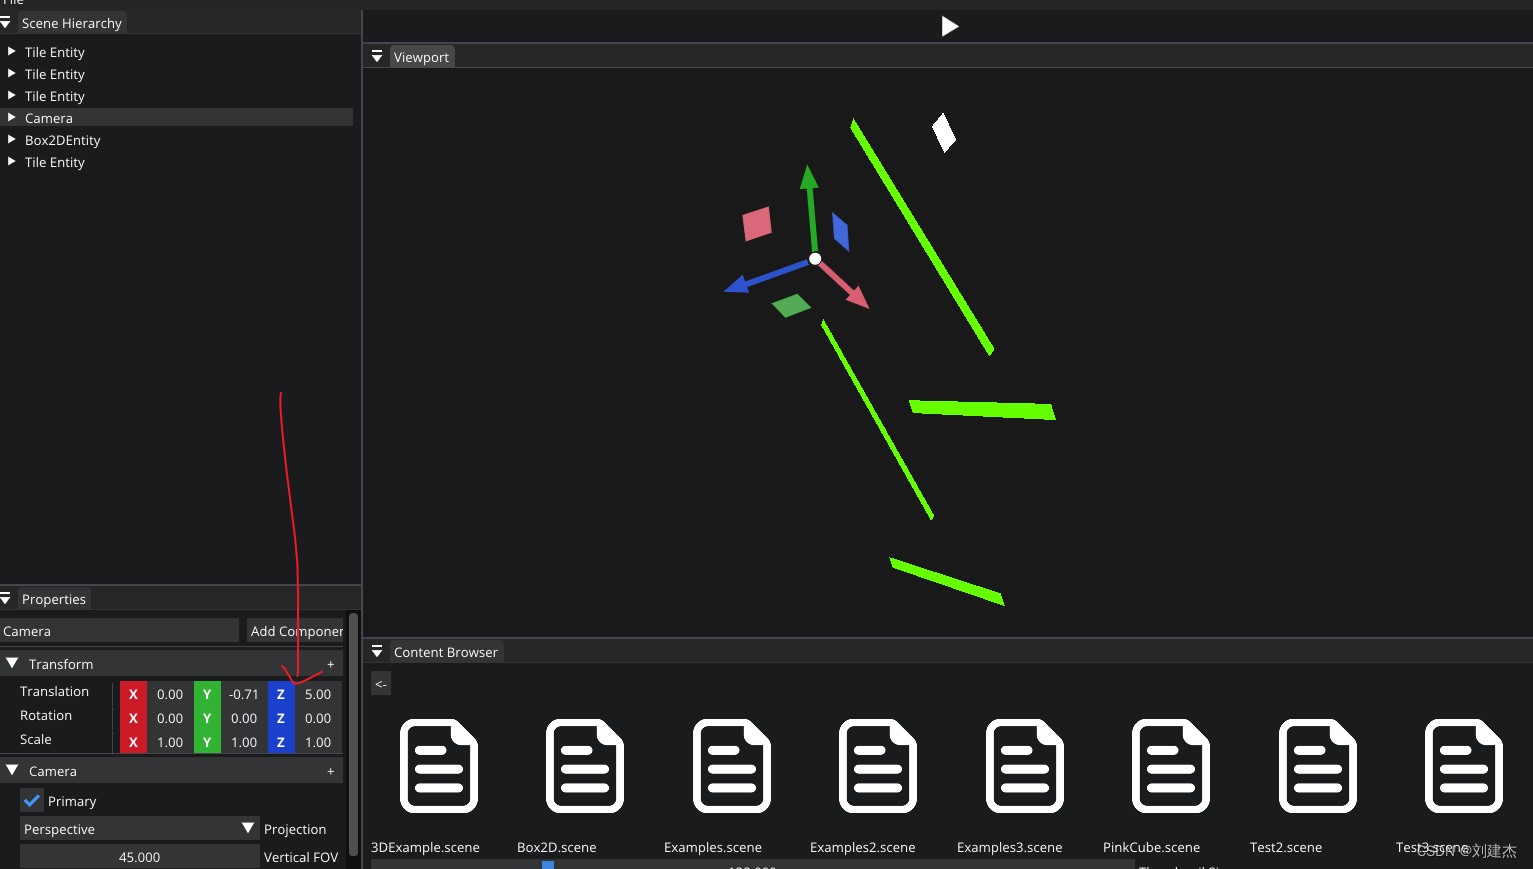 Scene Hierarchy
Tile Entity
Tile Entity
Tile Entity
Camera
Box2DEntity
Tile Entity
Viewport
Properties
Camera
Add Componer
Transform +
Translation X 0.00 Y -0.71 Z 5.00
Rotation X 0.00 Y 0.00 Z 0.00
Scale X 1.00 Y 1.00 Z 1.00
Camera +
Primary
Perspective Projection
45.000 Vertical FOV
Content Browser
<-
3DExample.scene Box2D.scene Examples.scene Examples2.scene Examples3.scene PinkCube.scene Test2.scene Test3.scene
CSDN @刘建杰